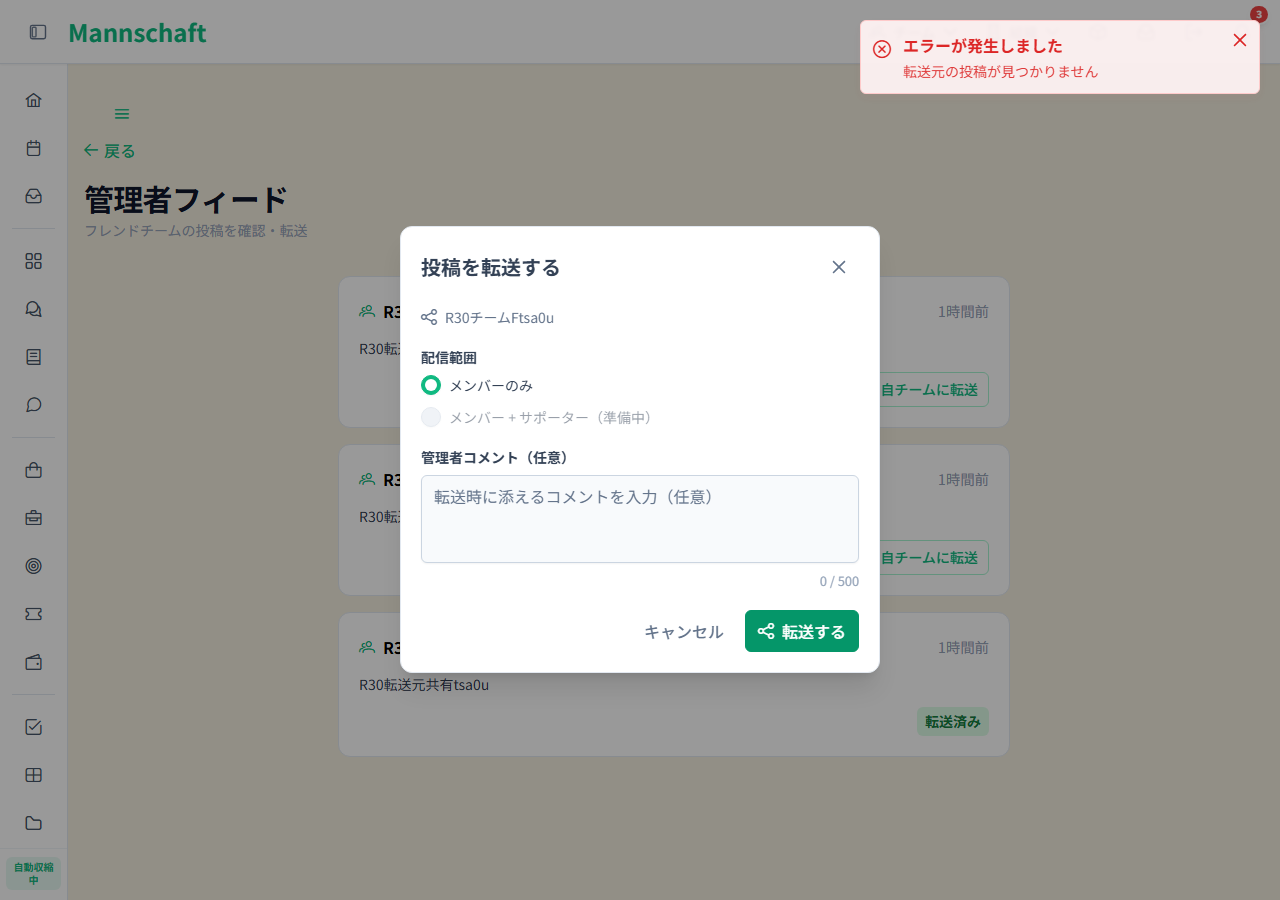 Mannschaft
3
エラーが発生しました
転送元の投稿が見つかりません
戻る
管理者フィード
フレンドチームの投稿を確認・転送
R3
1時間前
R30転
自チームに転送
R3
1時間前
R30転
自チームに転送
R3
1時間前
R30転送元共有tsa0u
転送済み
投稿を転送する
R30チームFtsa0u
配信範囲
メンバーのみ
メンバー + サポーター（準備中）
管理者コメント（任意）
転送時に添えるコメントを入力（任意）
0 / 500
キャンセル
転送する
自動収縮
中